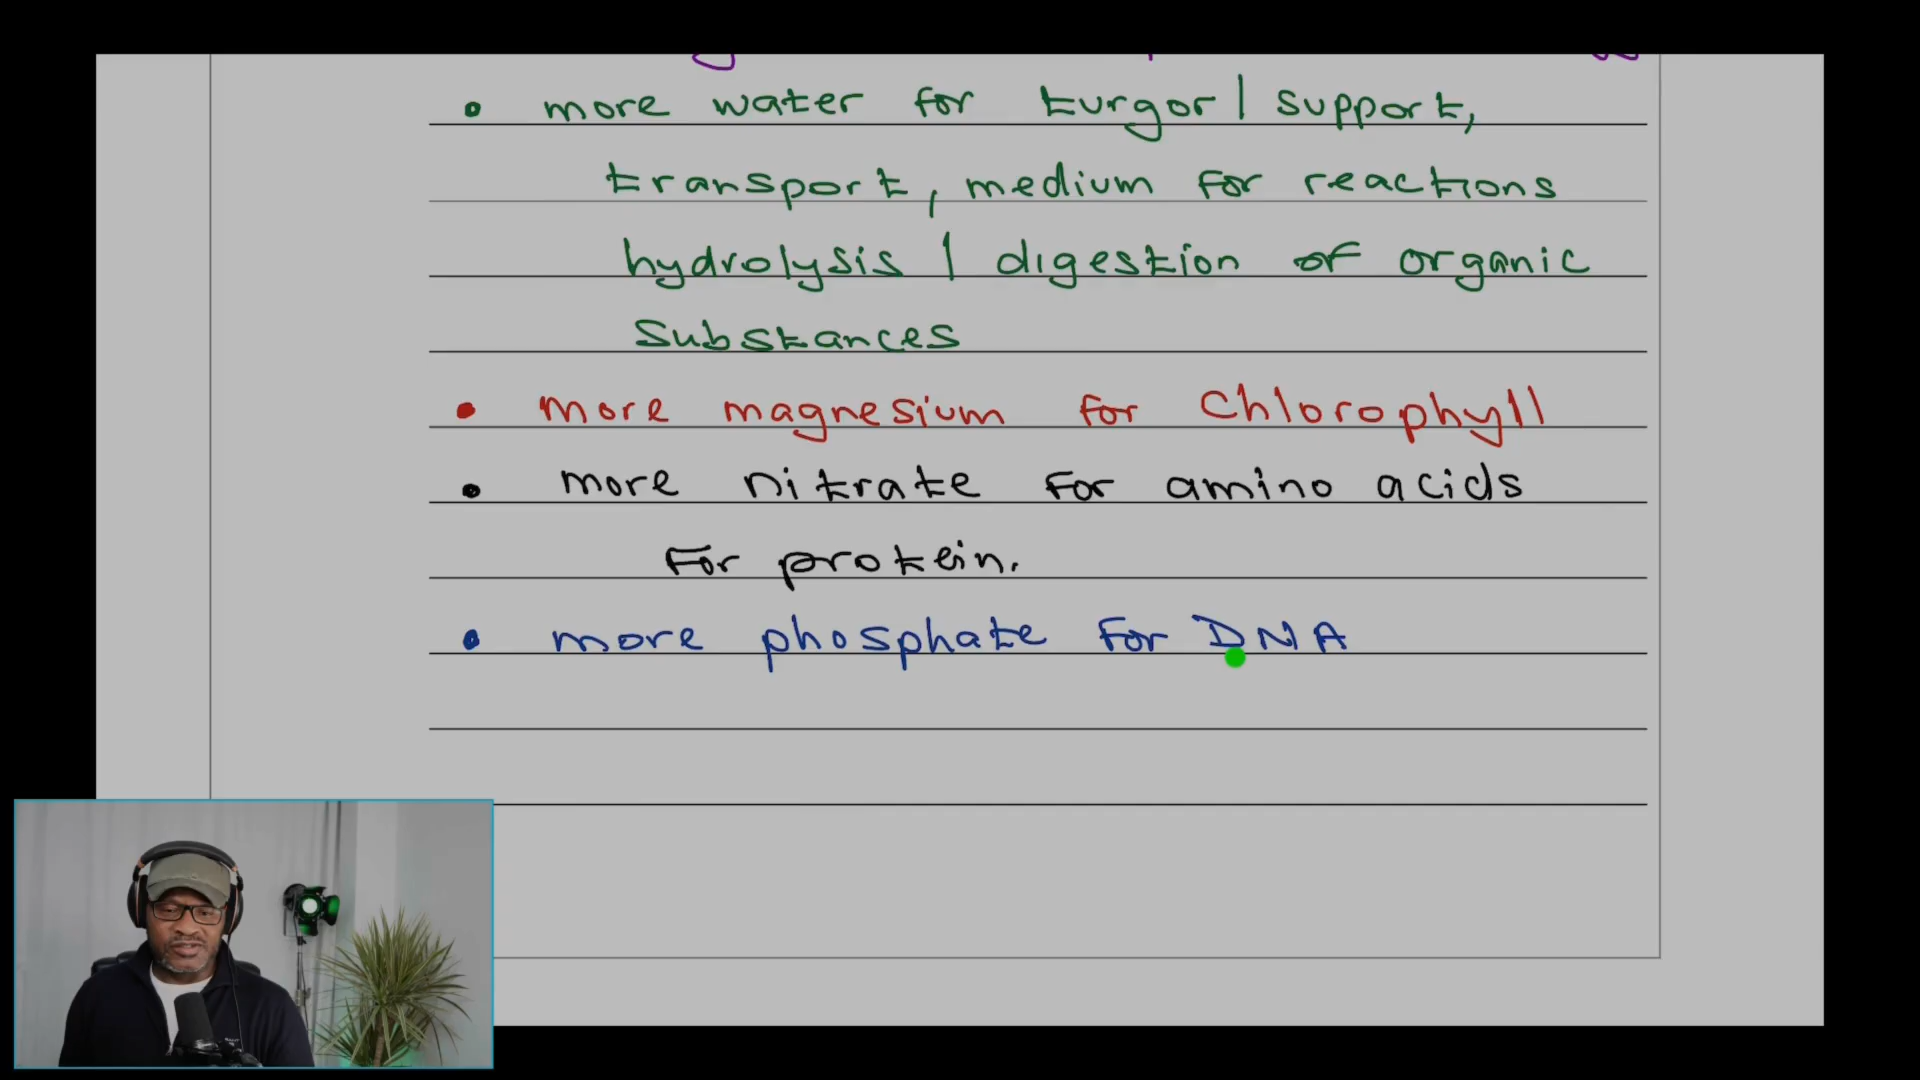 • more water for turgor| support,
transport, medium for reactions
hydrolysis | digestion of organic
substances
• more magnesium for Chlorophyll
• more nitrate for amino acids
for protein.
• more phosphate for DNA